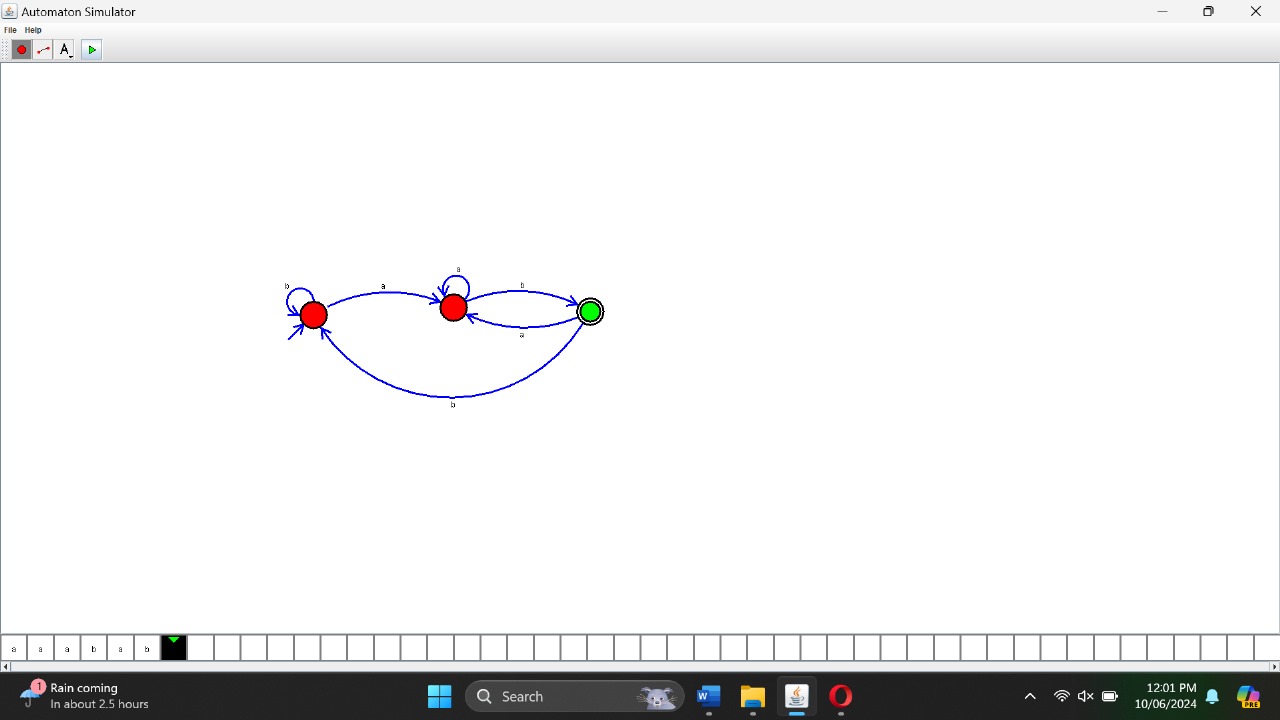 Automaton Simulator
File Help
A
b a a b
a
b
a a a b a b
1 Rain coming
In about 2.5 hours
Search
W
12:01 PM
10/06/2024
PRE